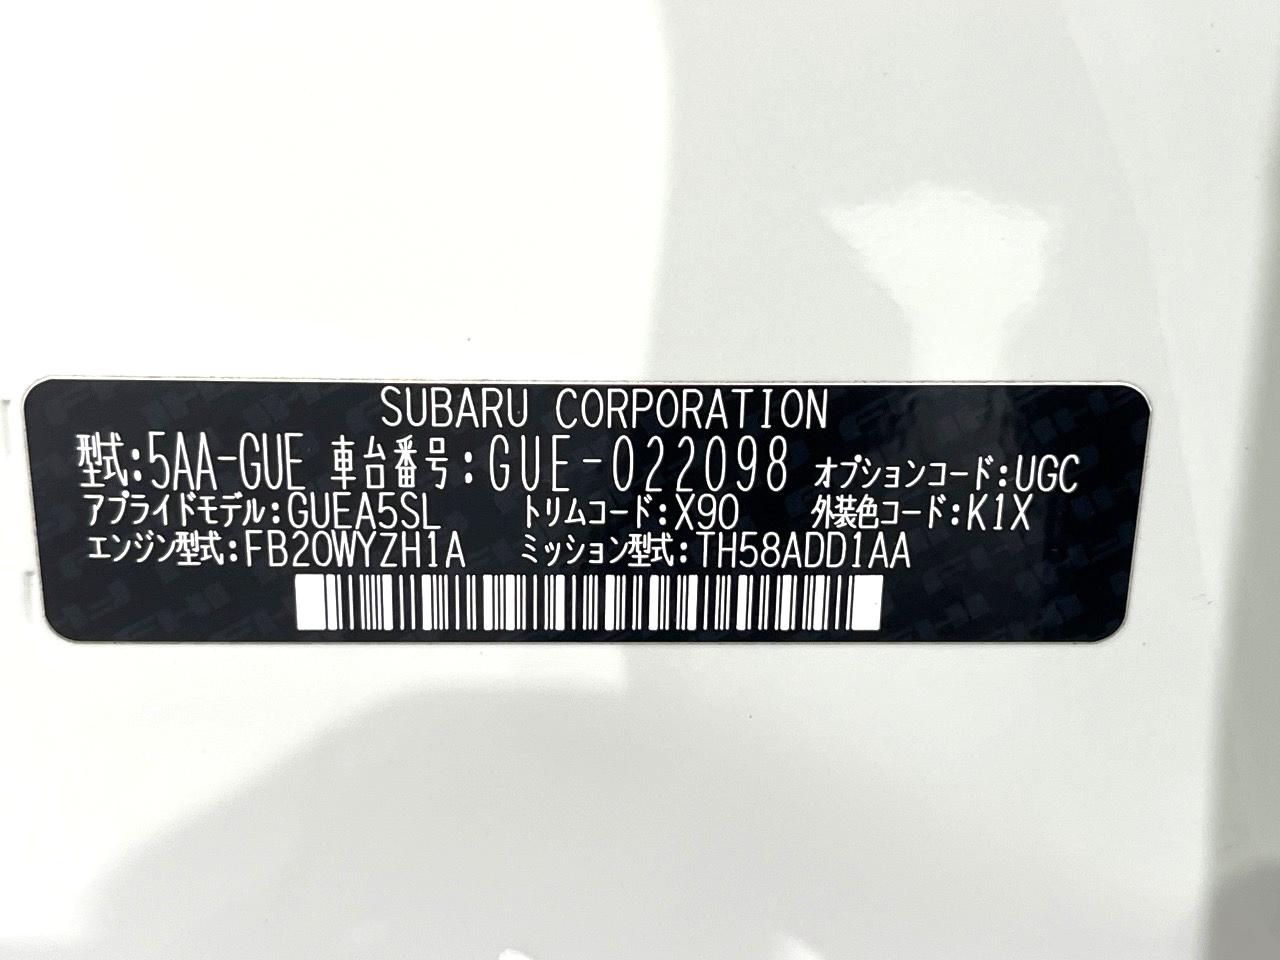 SUBARU CORPORATION
型式:5AA-GUE 車台番号:GUE-022098 オプションコード:UGC
アプライドモデル:GUEA5SL トリムコード:X90 外装色コード:K1X
エンジン型式:FB20WYZH1A ミッション型式:TH58ADD1AA